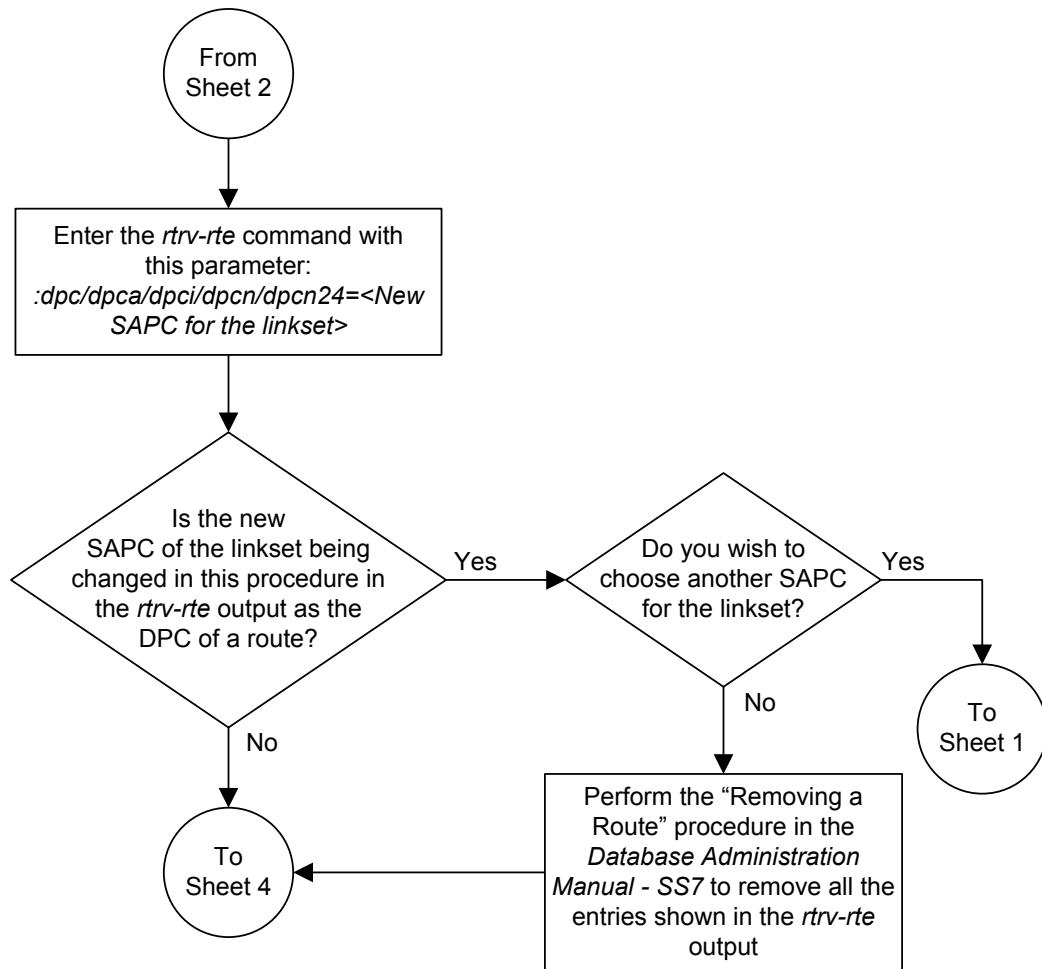 From
Sheet 2
Enter the rtrv-rte command with
this parameter:
:dpc/dpca/dpci/dpcn/dpcn24=<New
SAPC for the linkset>
Is the new
SAPC of the linkset being
changed in this procedure in
the rtrv-rte output as the
DPC of a route?
Yes
Do you wish to
choose another SAPC
for the linkset?
Yes
No
No
To
Sheet 1
To
Sheet 4
Perform the “Removing a
Route” procedure in the
Database Administration
Manual - SS7 to remove all the
entries shown in the rtrv-rte
output